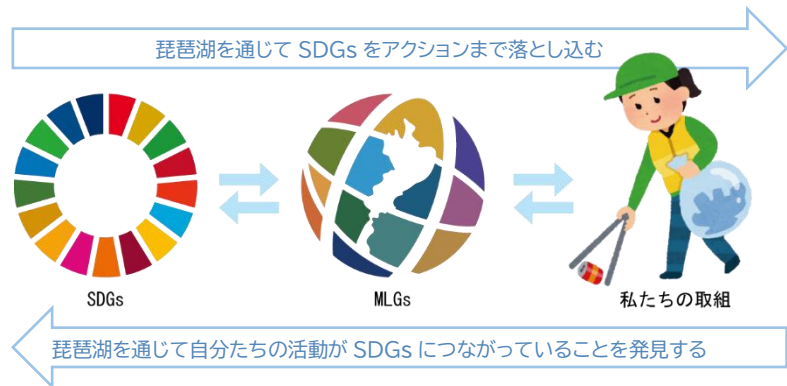 琵琶湖を通じて SDGs をアクションまで落とし込む
SDGs
MLGs
私たちの取組
琵琶湖を通じて自分たちの活動が SDGs につながっていることを発見する